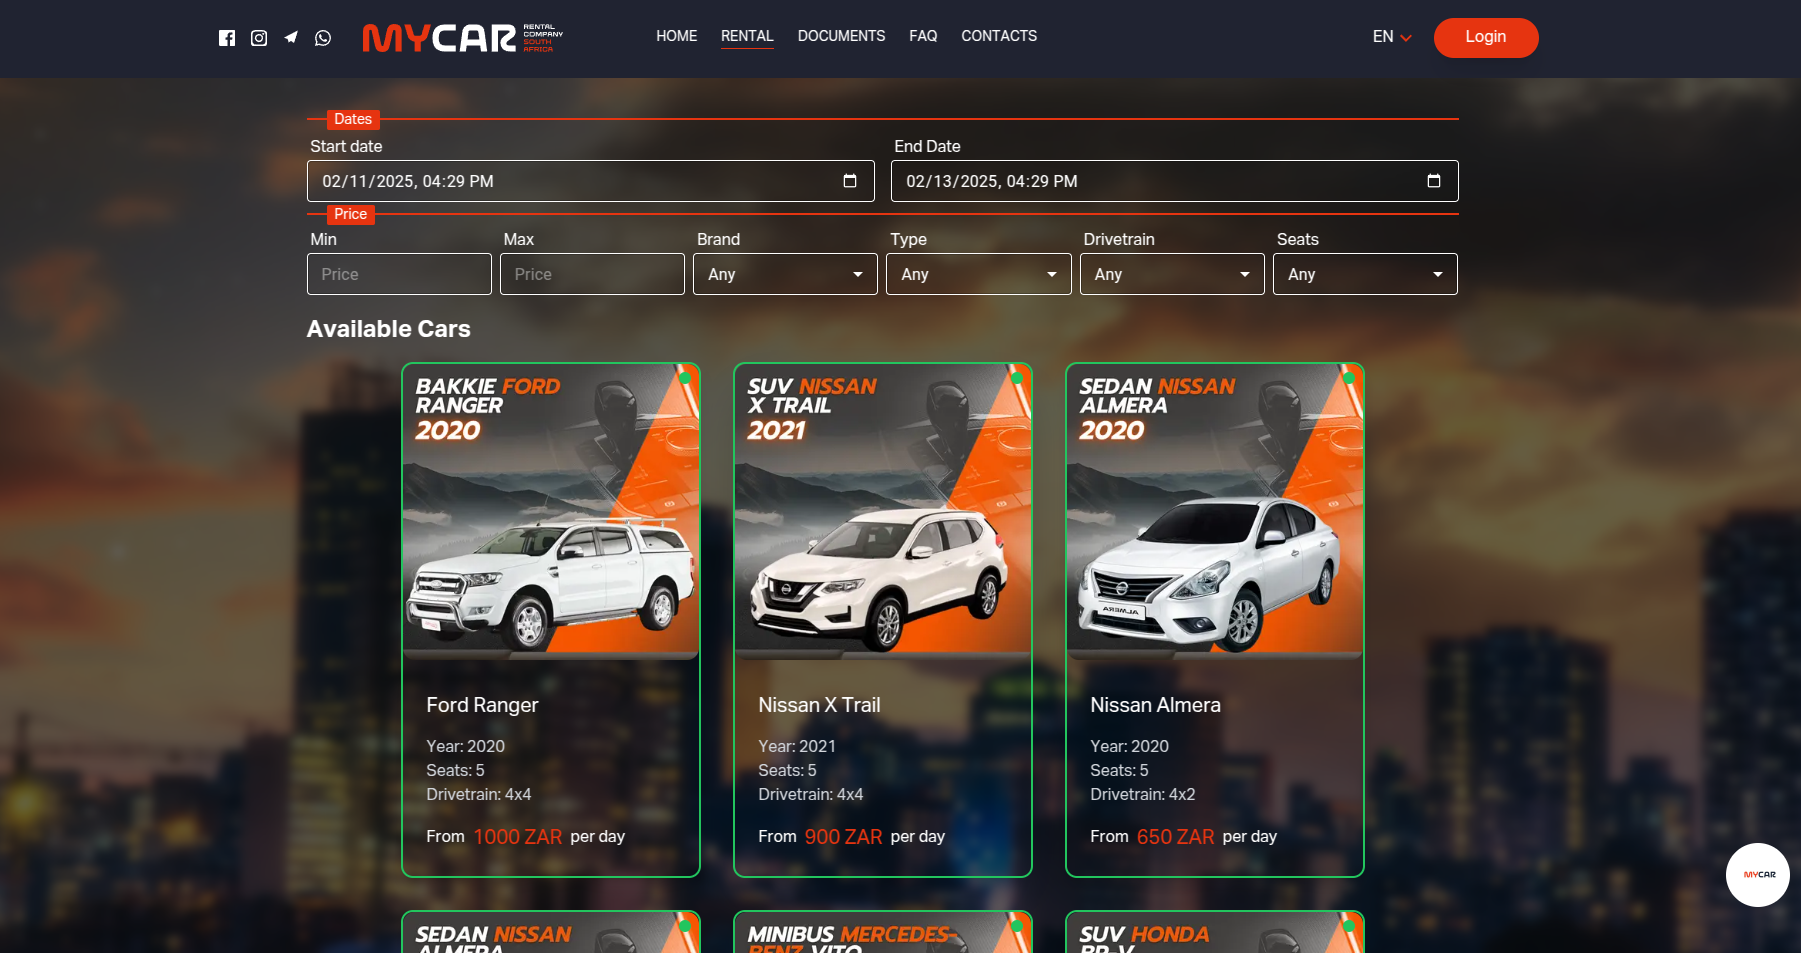 MYCAR RENTAL COMPANY SOUTH AFRICA
HOME RENTAL DOCUMENTS FAQ CONTACTS
EN Login
Dates
Start date End Date
02/11/2025, 04:29 PM 02/13/2025, 04:29 PM
Price
Min Max Brand Type Drivetrain Seats
Price Price Any Any Any Any
Available Cars
BAKKIE FORD
RANGER
2020
SUV NISSAN
X TRAIL
2021
SEDAN NISSAN
ALMERA
2020
Ford Ranger
Year: 2020
Seats: 5
Drivetrain: 4x4
From 1000 ZAR per day
Nissan X Trail
Year: 2021
Seats: 5
Drivetrain: 4x4
From 900 ZAR per day
Nissan Almera
Year: 2020
Seats: 5
Drivetrain: 4x2
From 650 ZAR per day
MYCAR
SEDAN NISSAN
ALMERA
MINIBUS MERCEDES-
BENZ VITO
SUV HONDA
BR-V